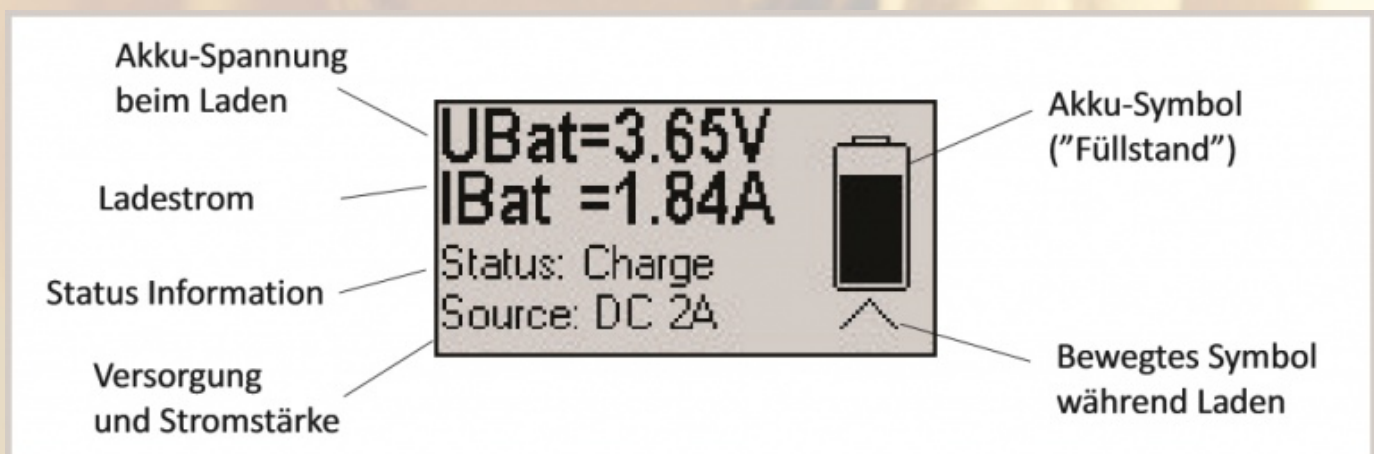 Akku-Spannung
beim Laden
Ladestrom
Status Information
Versorgung
und Stromstärke
UBat=3.65V
IBat =1.84A
Status: Charge
Source: DC 2A
Akku-Symbol
(”Füllstand”)
Bewegtes Symbol
während Laden